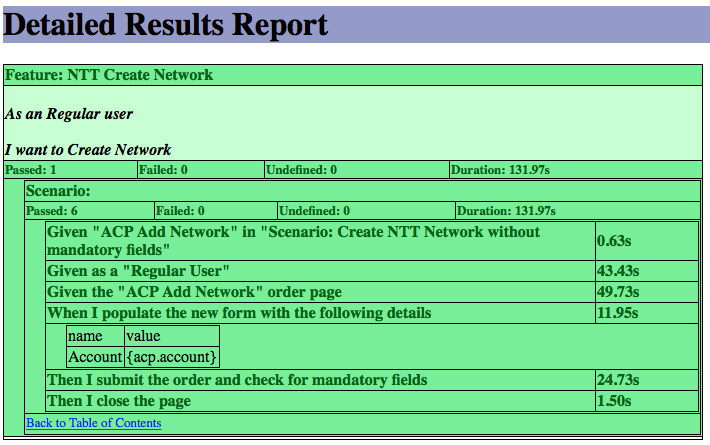 Detailed Results Report
Feature: NTT Create Network
As an Regular user
I want to Create Network
Passed: 1 Failed: 0 Undefined: 0 Duration: 131.97s
Scenario:
Passed: 6 Failed: 0 Undefined: 0 Duration: 131.97s
Given "ACP Add Network" in "Scenario: Create NTT Network without
mandatory fields" 0.63s
Given as a "Regular User" 43.43s
Given the "ACP Add Network" order page 49.73s
When I populate the new form with the following details 11.95s
name value
Account {acp.account}
Then I submit the order and check for mandatory fields 24.73s
Then I close the page 1.50s
Back to Table of Contents